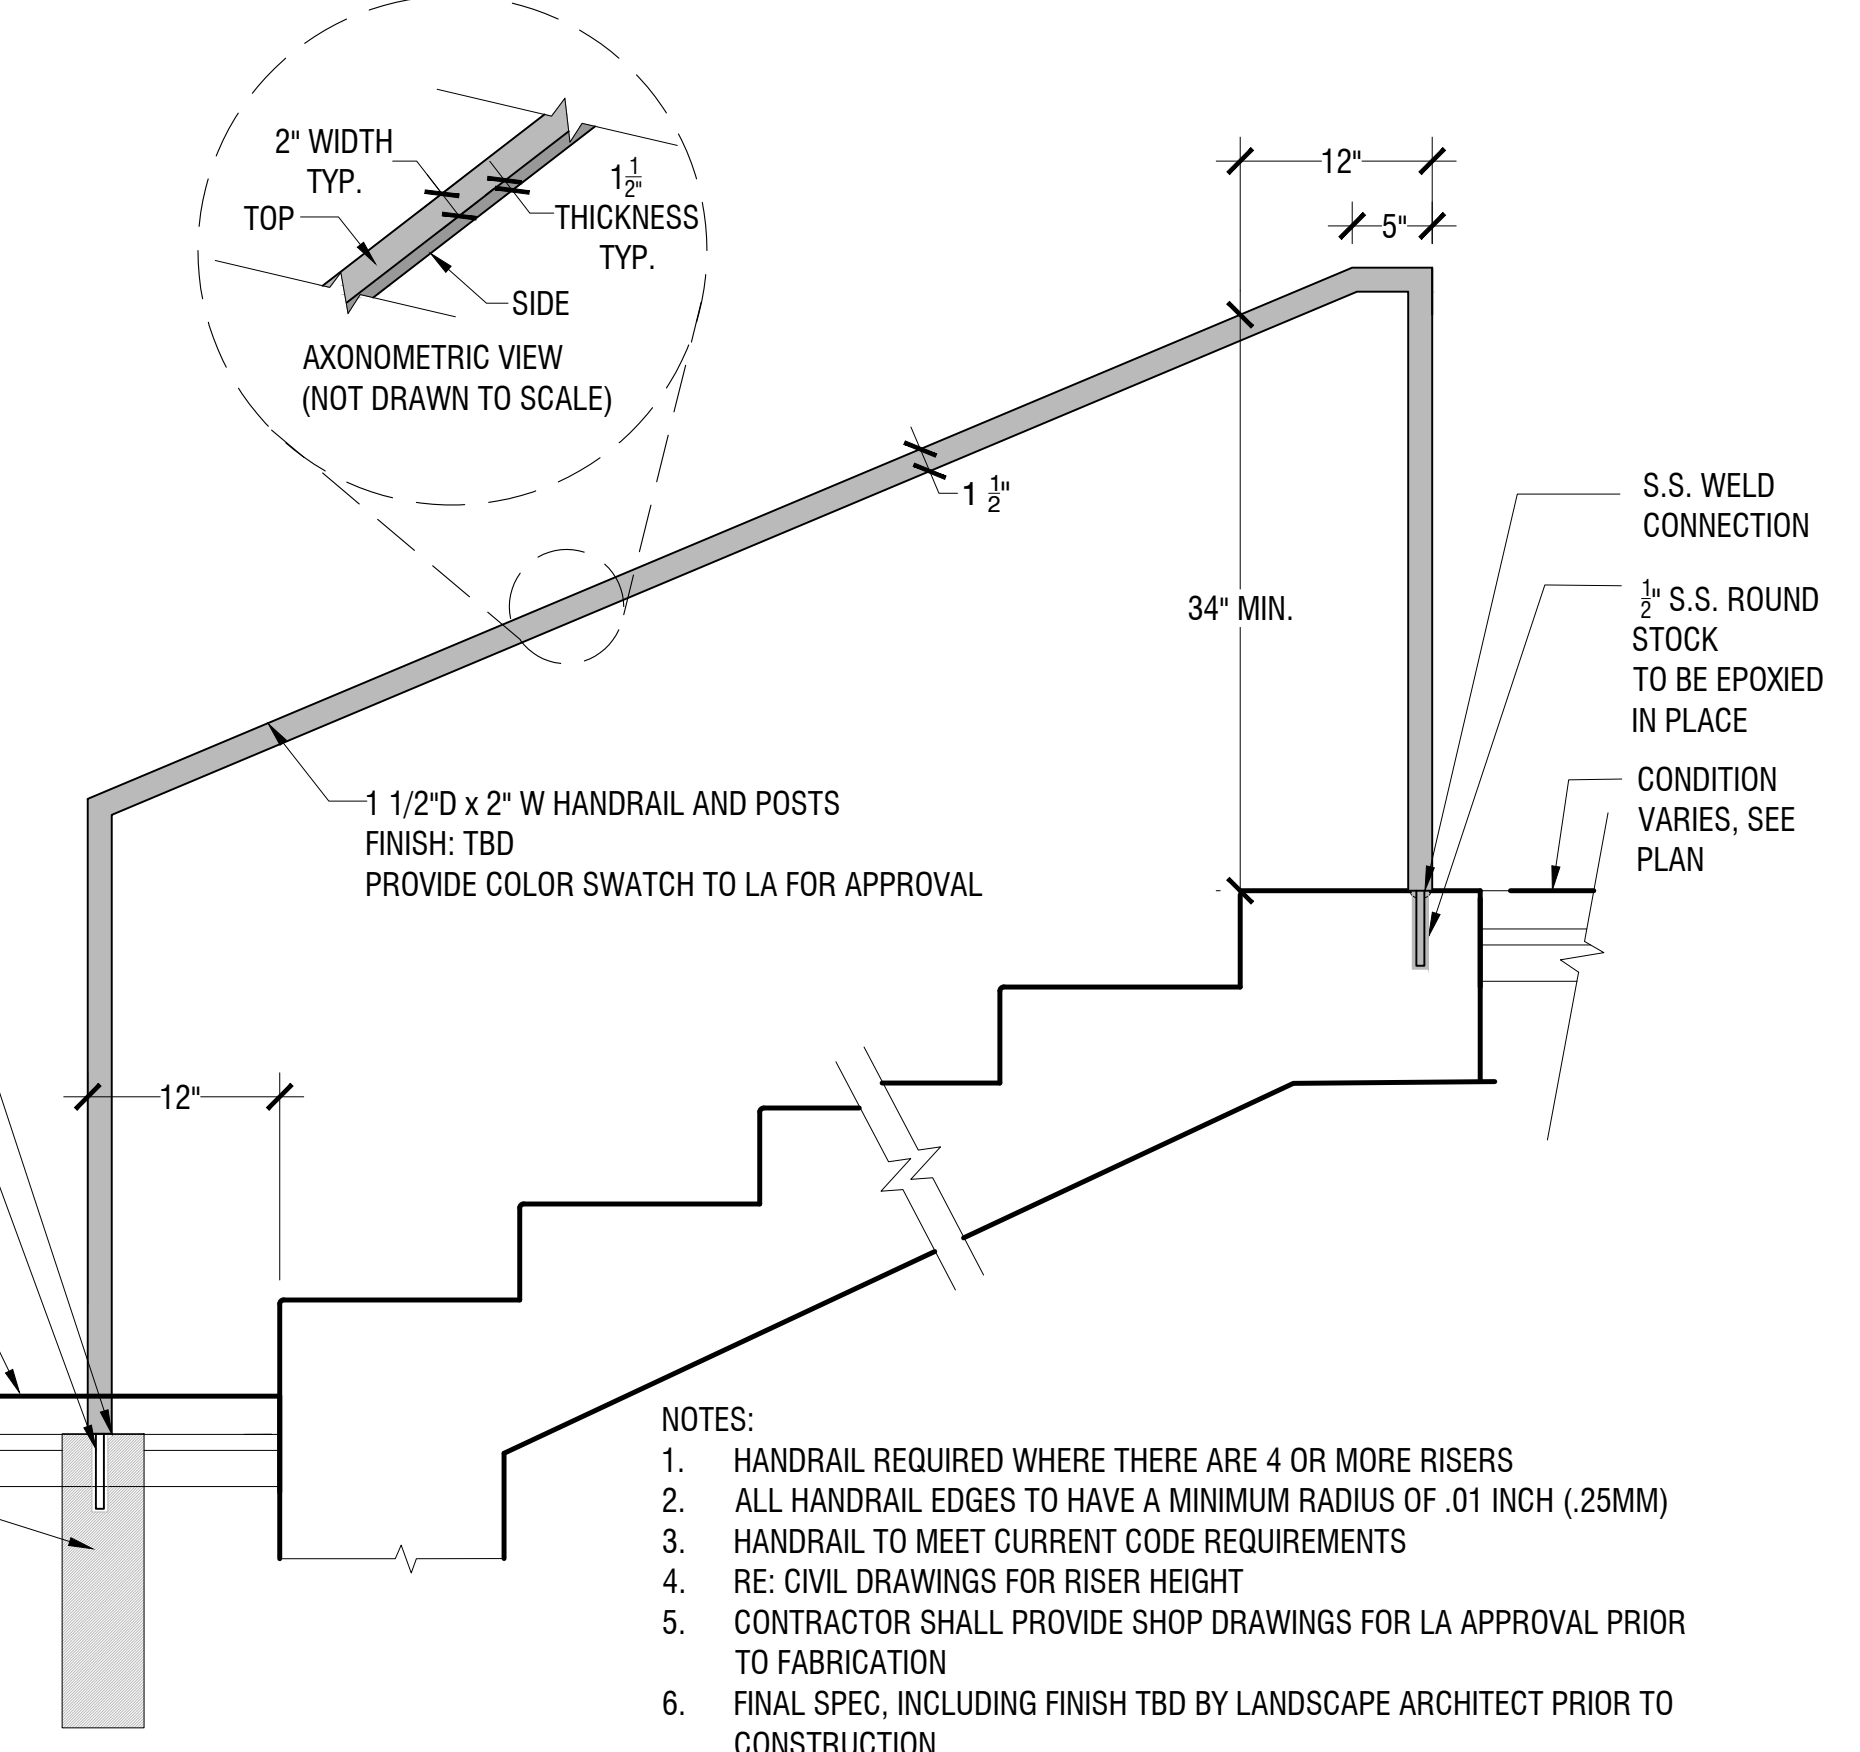 2" WIDTH
TYP.
TOP
1 1/2"
THICKNESS
TYP.
SIDE
AXONOMETRIC VIEW
(NOT DRAWN TO SCALE)
12"
5"
1 1/2"
34" MIN.
S.S. WELD
CONNECTION
1/2" S.S. ROUND
STOCK
TO BE EPOXIED
IN PLACE
CONDITION
VARIES, SEE
PLAN
1 1/2"D x 2" W HANDRAIL AND POSTS
FINISH: TBD
PROVIDE COLOR SWATCH TO LA FOR APPROVAL
12"
NOTES:
1. HANDRAIL REQUIRED WHERE THERE ARE 4 OR MORE RISERS
2. ALL HANDRAIL EDGES TO HAVE A MINIMUM RADIUS OF .01 INCH (.25MM)
3. HANDRAIL TO MEET CURRENT CODE REQUIREMENTS
4. RE: CIVIL DRAWINGS FOR RISER HEIGHT
5. CONTRACTOR SHALL PROVIDE SHOP DRAWINGS FOR LA APPROVAL PRIOR
TO FABRICATION
6. FINAL SPEC, INCLUDING FINISH TBD BY LANDSCAPE ARCHITECT PRIOR TO
CONSTRUCTION